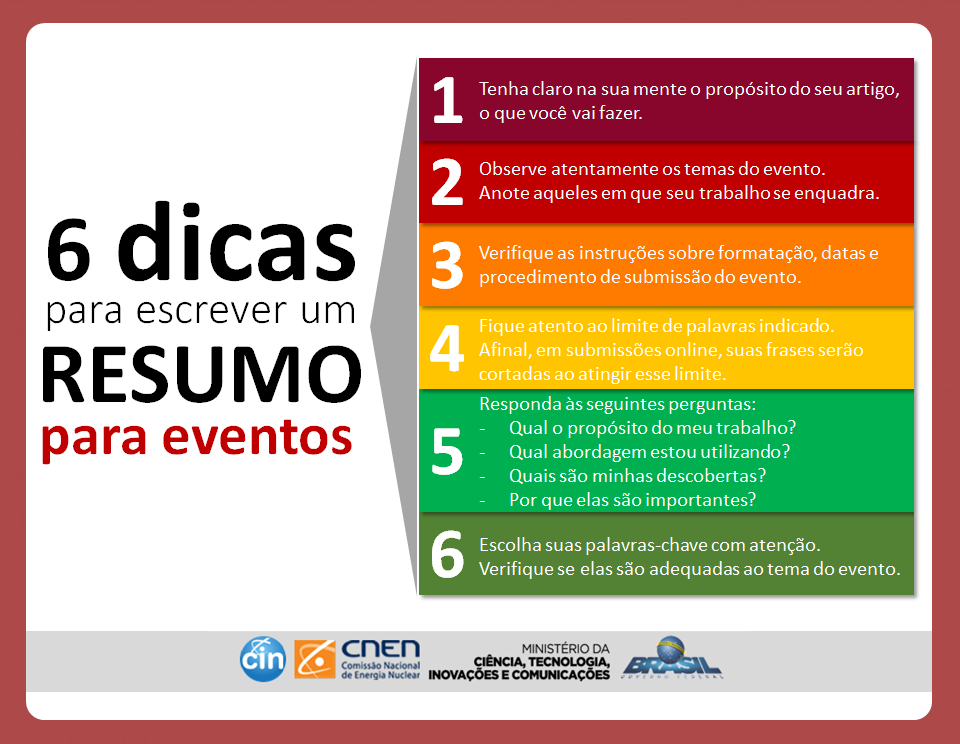 6 dicas
para escrever um
RESUMO
para eventos
1
Tenha claro na sua mente o propósito do seu artigo,
o que você vai fazer.
2
Observe atentamente os temas do evento.
Anote aqueles em que seu trabalho se enquadra.
3
Verifique as instruções sobre formatação, datas e
procedimento de submissão do evento.
4
Fique atento ao limite de palavras indicado.
Afinal, em submissões online, suas frases serão
cortadas ao atingir esse limite.
5
Responda às seguintes perguntas:
- Qual o propósito do meu trabalho?
- Qual abordagem estou utilizando?
- Quais são minhas descobertas?
- Por que elas são importantes?
6
Escolha suas palavras-chave com atenção.
Verifique se elas são adequadas ao tema do evento.
cin
CNEN
Comissão Nacional
de Energia Nuclear
MINISTÉRIO DA
CIÊNCIA, TECNOLOGIA,
INOVAÇÕES E COMUNICAÇÕES
BRASIL
GOVERNO FEDERAL